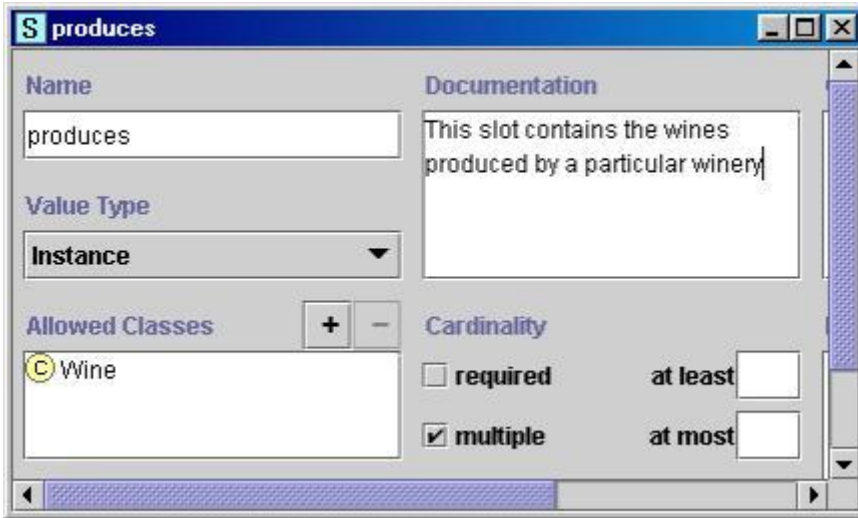 S produces
Name
produces
Documentation
This slot contains the wines
produced by a particular winery
Value Type
Instance
Allowed Classes + -
C Wine
Cardinality
required at least
multiple at most